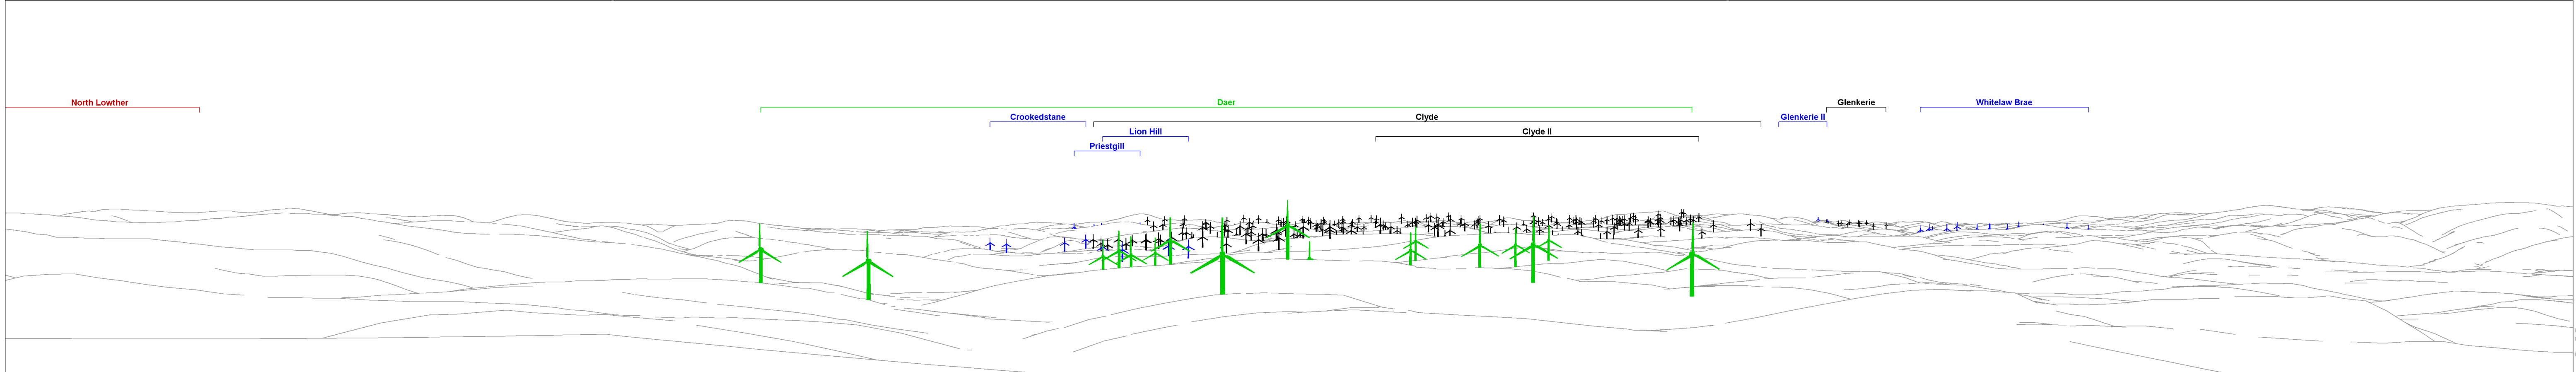 North Lowther
Daer
Glenkerie
Whitelaw Brae
Crookedstane
Clyde
Glenkerie II
Lion Hill
Clyde II
Priestgill